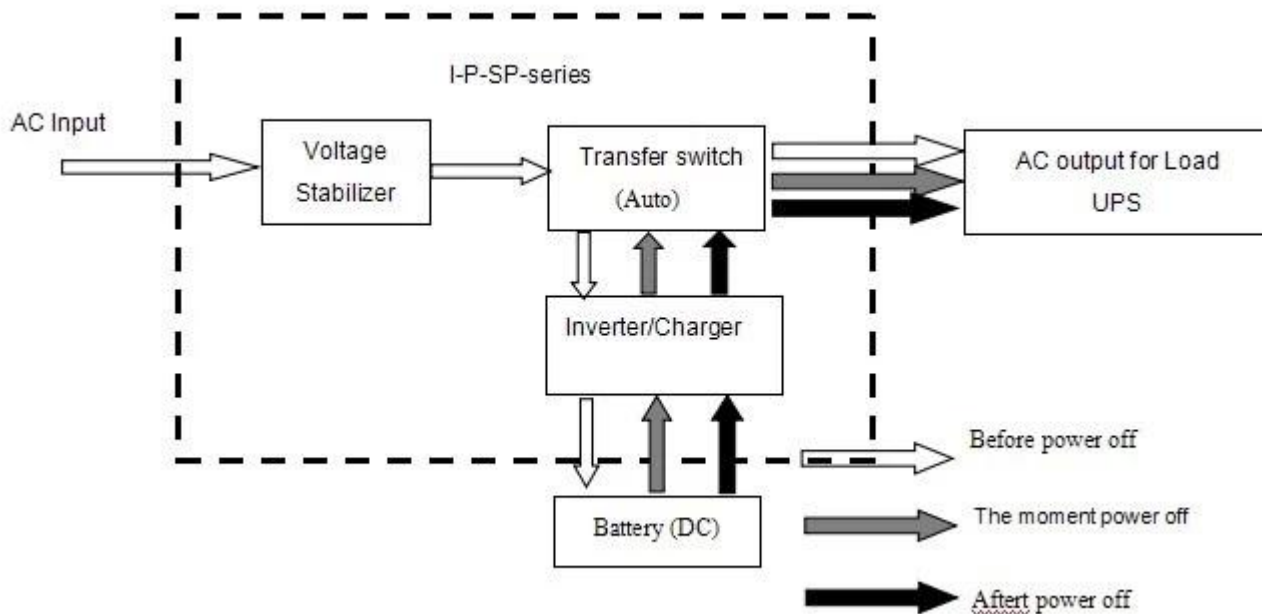 I-P-SP-series
AC Input
Voltage
Stabilizer
Transfer switch
(Auto)
AC output for Load
UPS
Inverter/Charger
Battery (DC)
Before power off
The moment power off
Aftert power off